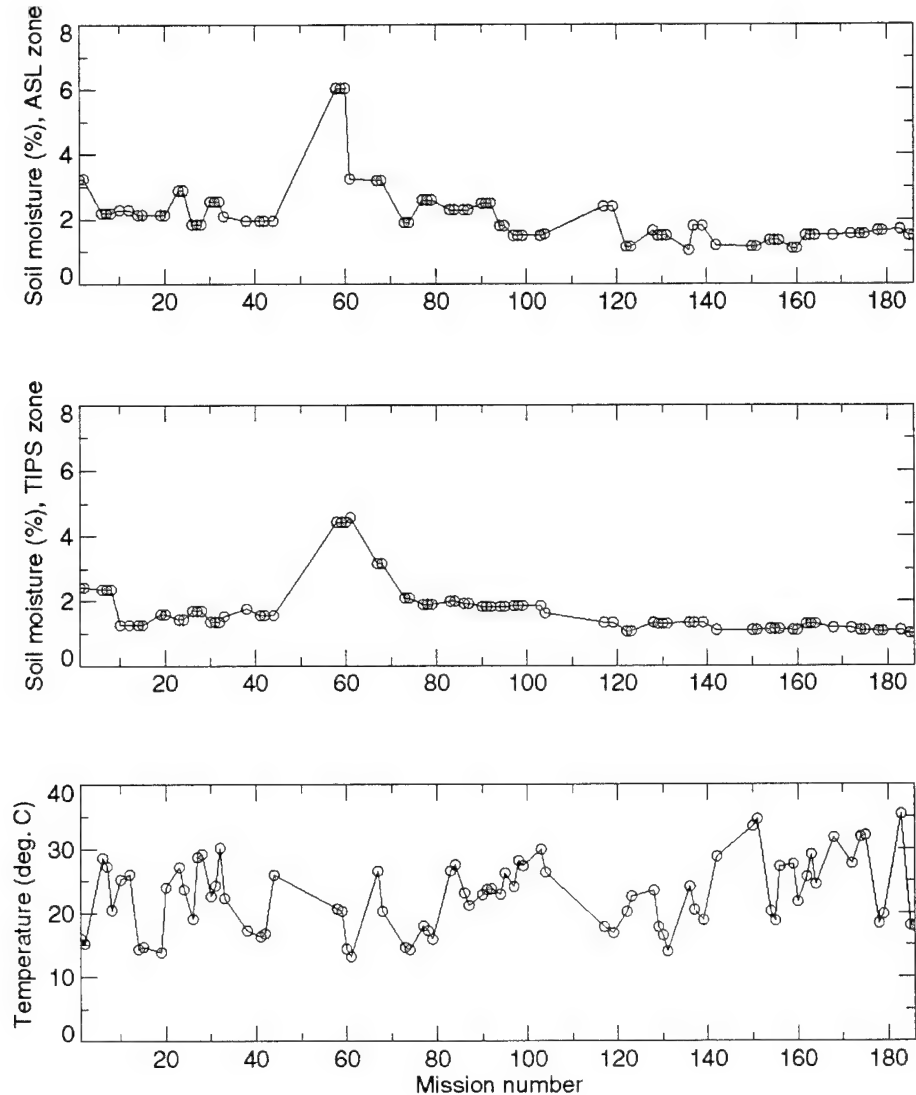 Soil moisture (%), ASL zone
8
6
4
2
0
20 40 60 80 100 120 140 160 180
Soil moisture (%), TIPS zone
8
6
4
2
0
20 40 60 80 100 120 140 160 180
Temperature (deg. C)
40
30
20
10
0
20 40 60 80 100 120 140 160 180
Mission number